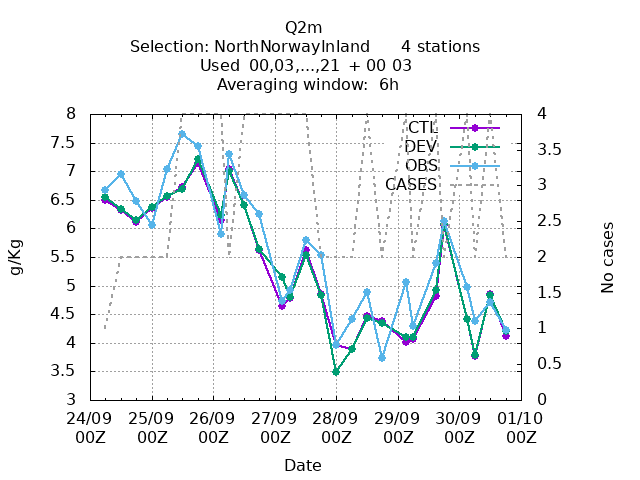 Q2m
Selection: NorthNorwayInland 4 stations
Used 00,03,...,21 + 00 03
Averaging window: 6h
8
7.5
7
6.5
6
5.5
5
4.5
4
3.5
3
g/Kg
4
3.5
3
2.5
2
1.5
1
0.5
0
No cases
CTL
DEV
OBS
CASES
24/09 25/09 26/09 27/09 28/09 29/09 30/09 01/10
00Z 00Z 00Z 00Z 00Z 00Z 00Z 00Z
Date